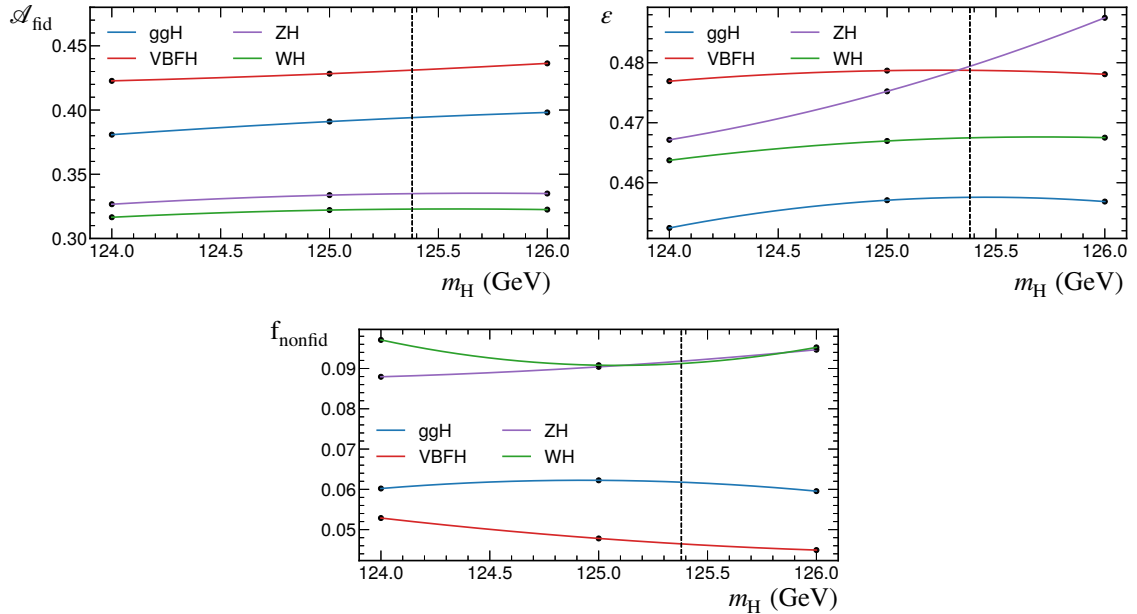 𝒜fid
ggH ZH
VBFH WH
0.45
0.40
0.35
0.30
124.0 124.5 125.0 125.5 126.0
mH (GeV)
ε
ggH ZH
VBFH WH
0.48
0.47
0.46
124.0 124.5 125.0 125.5 126.0
mH (GeV)
fnonfid
0.09
0.08
0.07
0.06
0.05
ggH ZH
VBFH WH
124.0 124.5 125.0 125.5 126.0
mH (GeV)